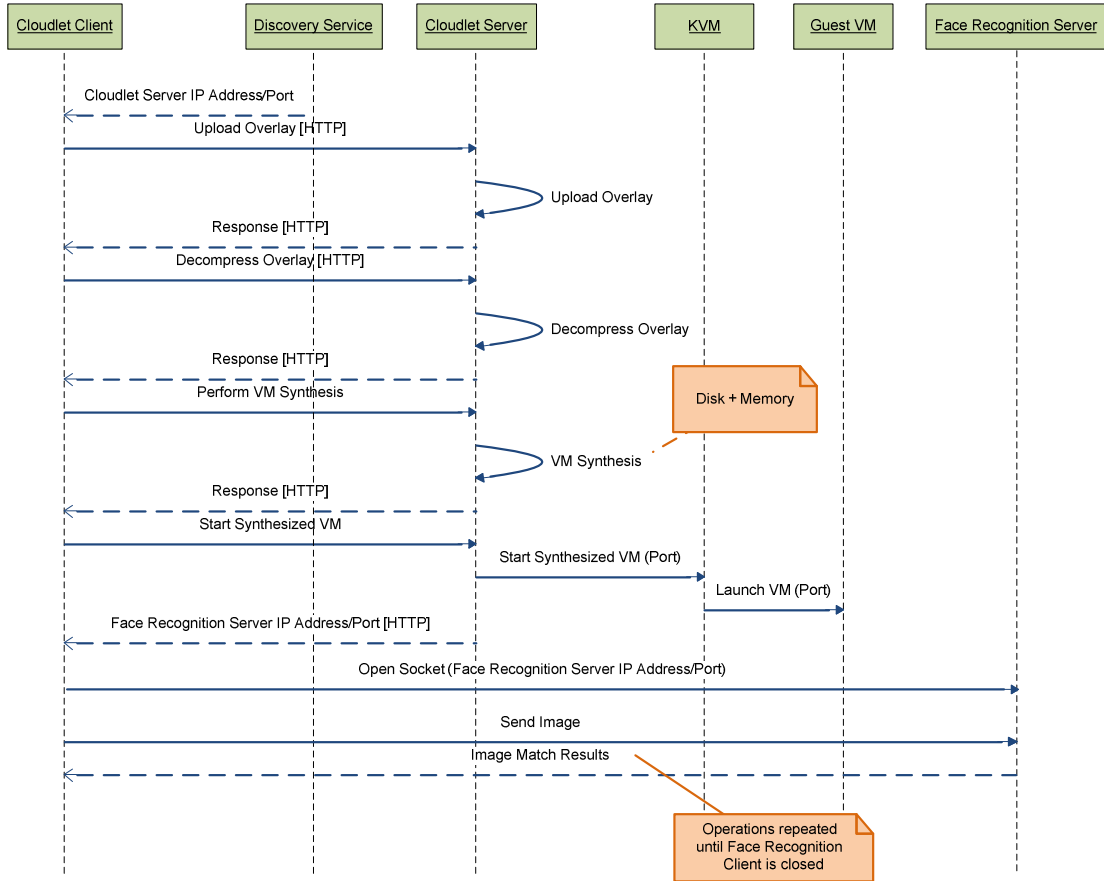 Cloudlet Client
Discovery Service
Cloudlet Server
KVM
Guest VM
Face Recognition Server
Cloudlet Server IP Address/Port
Upload Overlay [HTTP]
Upload Overlay
Response [HTTP]
Decompress Overlay [HTTP]
Decompress Overlay
Response [HTTP]
Perform VM Synthesis
Disk + Memory
VM Synthesis
Response [HTTP]
Start Synthesized VM
Start Synthesized VM (Port)
Launch VM (Port)
Face Recognition Server IP Address/Port [HTTP]
Open Socket (Face Recognition Server IP Address/Port)
Send Image
Image Match Results
Operations repeated
until Face Recognition
Client is closed